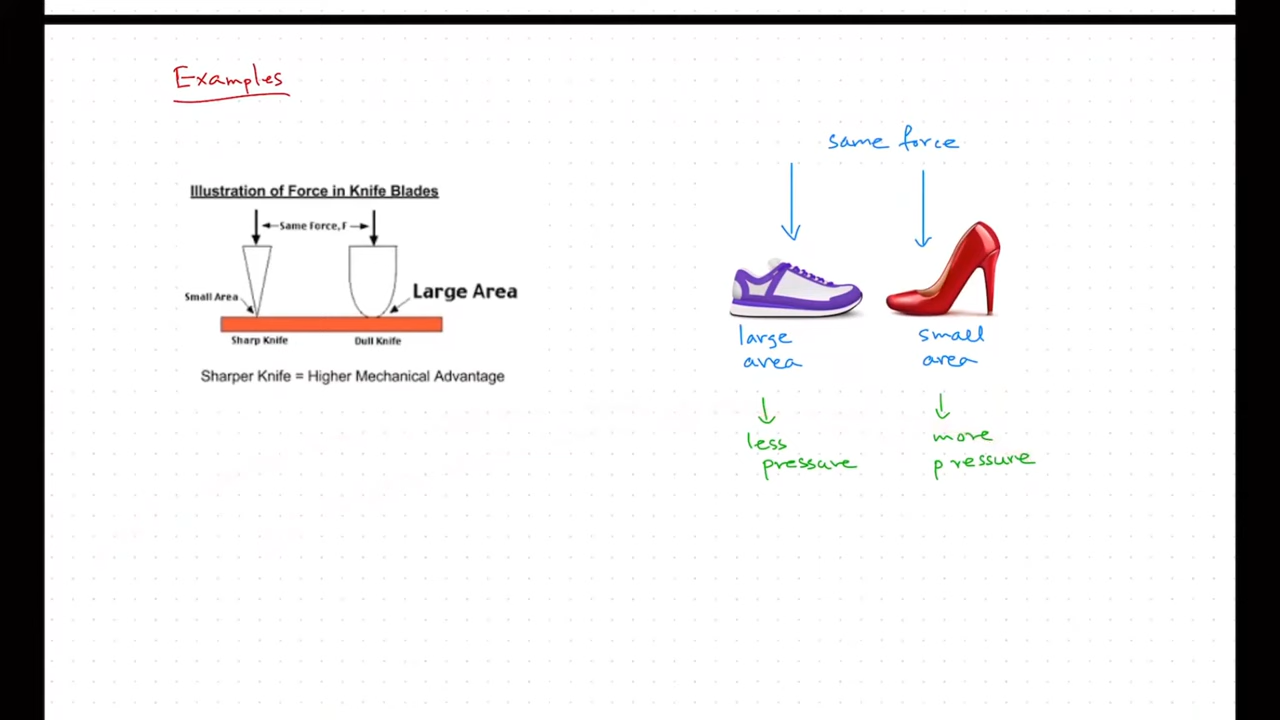 Examples
Illustration of Force in Knife Blades
Same Force, F
Small Area
Large Area
Sharp Knife
Dull Knife
Sharper Knife = Higher Mechanical Advantage
same force
large
area
small
area
less
pressure
more
pressure